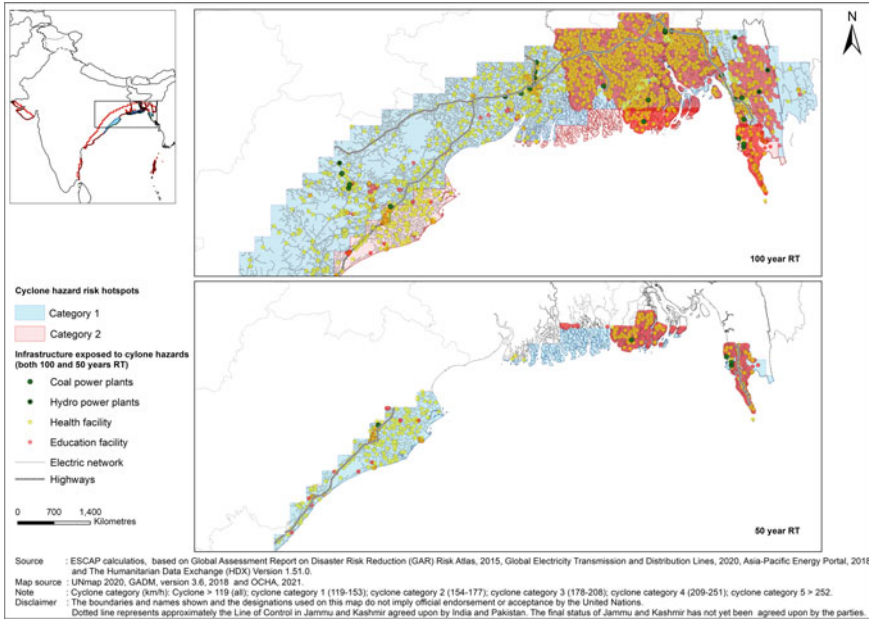 N
100 year RT
Cyclone hazard risk hotspots
Category 1
Category 2
Infrastructure exposed to cylone hazards
(both 100 and 50 years RT)
Coal power plants
Hydro power plants
Health facility
Education facility
Electric network
Highways
0 700 1,400
Kilometres
50 year RT
Source : ESCAP calculatios, based on Global Assessment Report on Disaster Risk Reduction (GAR) Risk Atlas, 2015, Global Electricity Transmission and Distribution Lines, 2020, Asia-Pacific Energy Portal, 2018
and The Humanitarian Data Exchange (HDX) Version 1.51.0.
Map source : UNmap 2020, GADM, version 3.6, 2018 and OCHA, 2021.
Note : Cyclone category (km/h): Cyclone > 119 (all); cyclone category 1 (119-153); cyclone category 2 (154-177); cyclone category 3 (178-208); cyclone category 4 (209-251); cyclone category 5 > 252.
Disclaimer : The boundaries and names shown and the designations used on this map do not imply official endorsement or acceptance by the United Nations.
Dotted line represents approximately the Line of Control in Jammu and Kashmir agreed upon by India and Pakistan. The final status of Jammu and Kashmir has not yet been agreed upon by the parties.